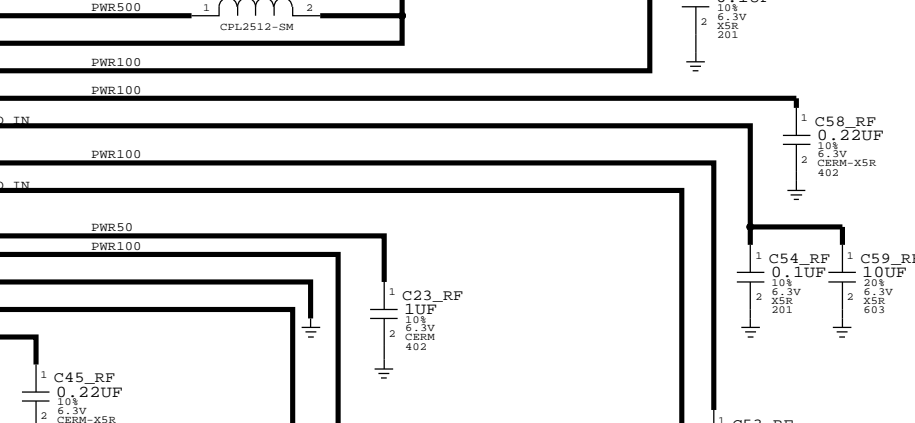 PWR500
1
2
CPL2512-SM
10%
6.3V
X5R
201
2
PWR100
PWR100
IN
1
C58_RF
0.22UF
10%
6.3V
CERM-X5R
402
2
PWR100
IN
PWR50
PWR100
1
C54_RF
0.1UF
10%
6.3V
X5R
201
2
1
C59_RF
10UF
20%
6.3V
X5R
603
2
1
C23_RF
1UF
10%
6.3V
CERM
402
2
1
C45_RF
0.22UF
10%
6.3V
CERM-X5R
2
1